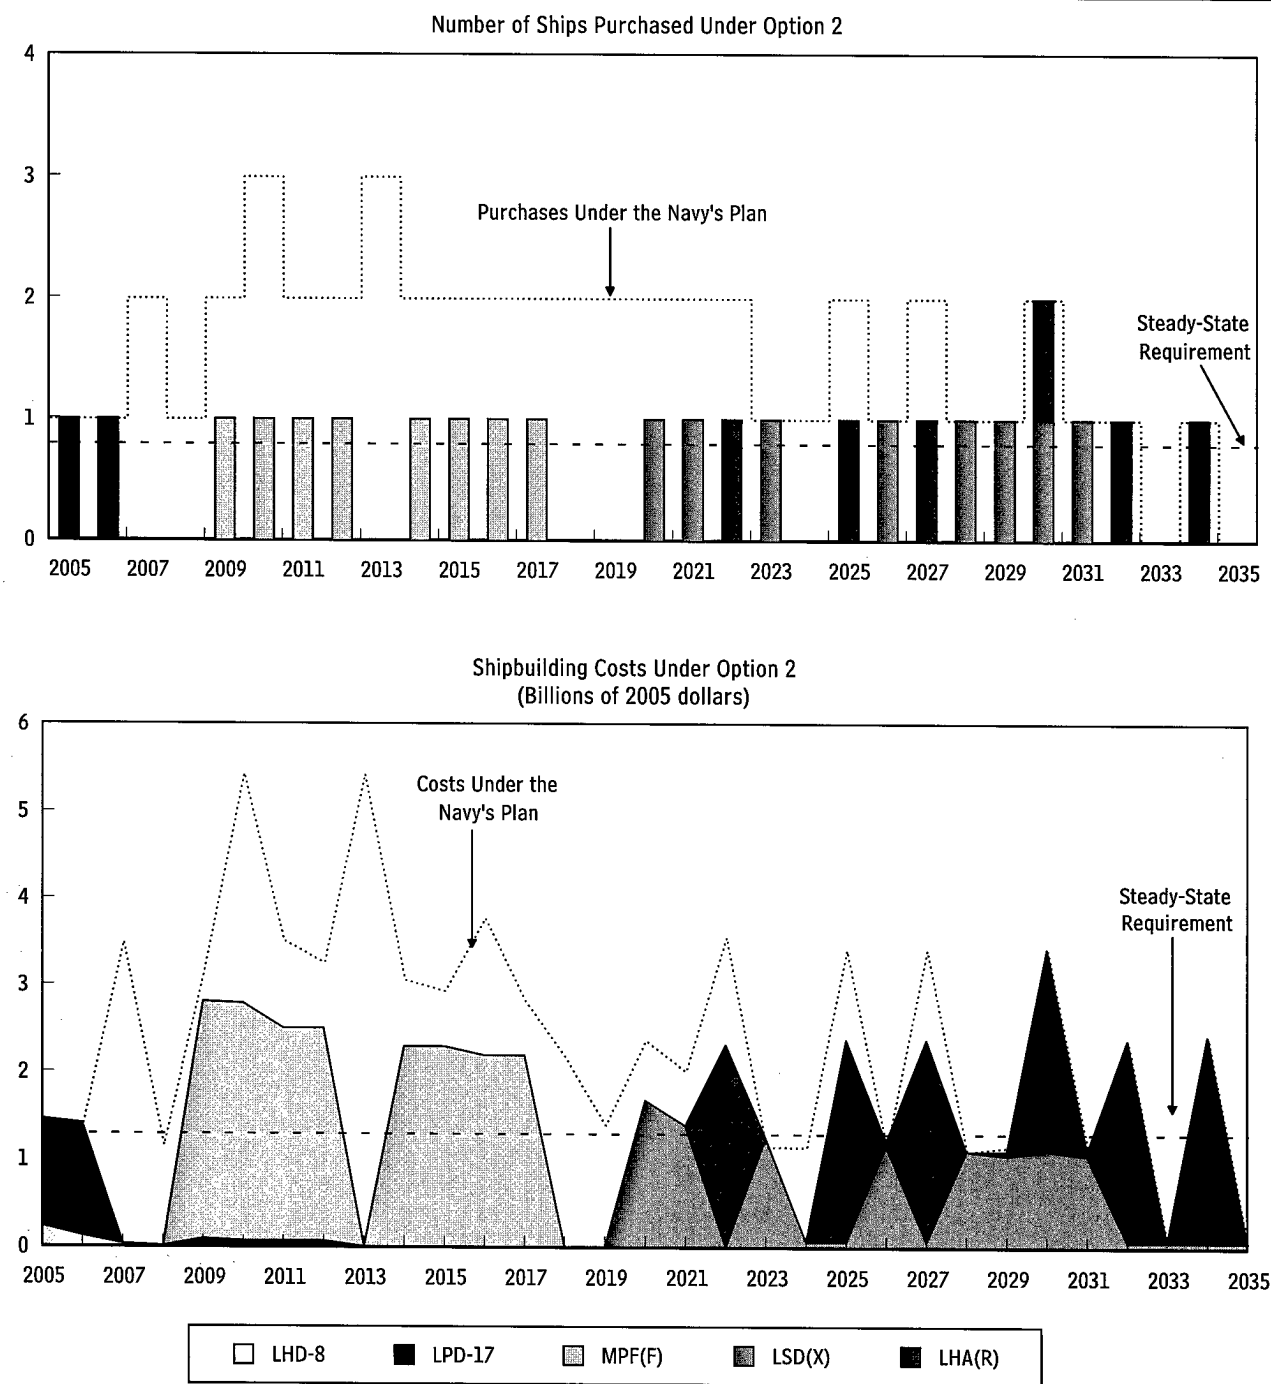 Number of Ships Purchased Under Option 2
4
3
2
1
0
Purchases Under the Navy's Plan
Steady-State
Requirement
2005 2007 2009 2011 2013 2015 2017 2019 2021 2023 2025 2027 2029 2031 2033 2035
Shipbuilding Costs Under Option 2
(Billions of 2005 dollars)
6
5
4
3
2
1
0
Costs Under the
Navy's Plan
Steady-State
Requirement
2005 2007 2009 2011 2013 2015 2017 2019 2021 2023 2025 2027 2029 2031 2033 2035
LHD-8 LPD-17 MPF(F) LSD(X) LHA(R)